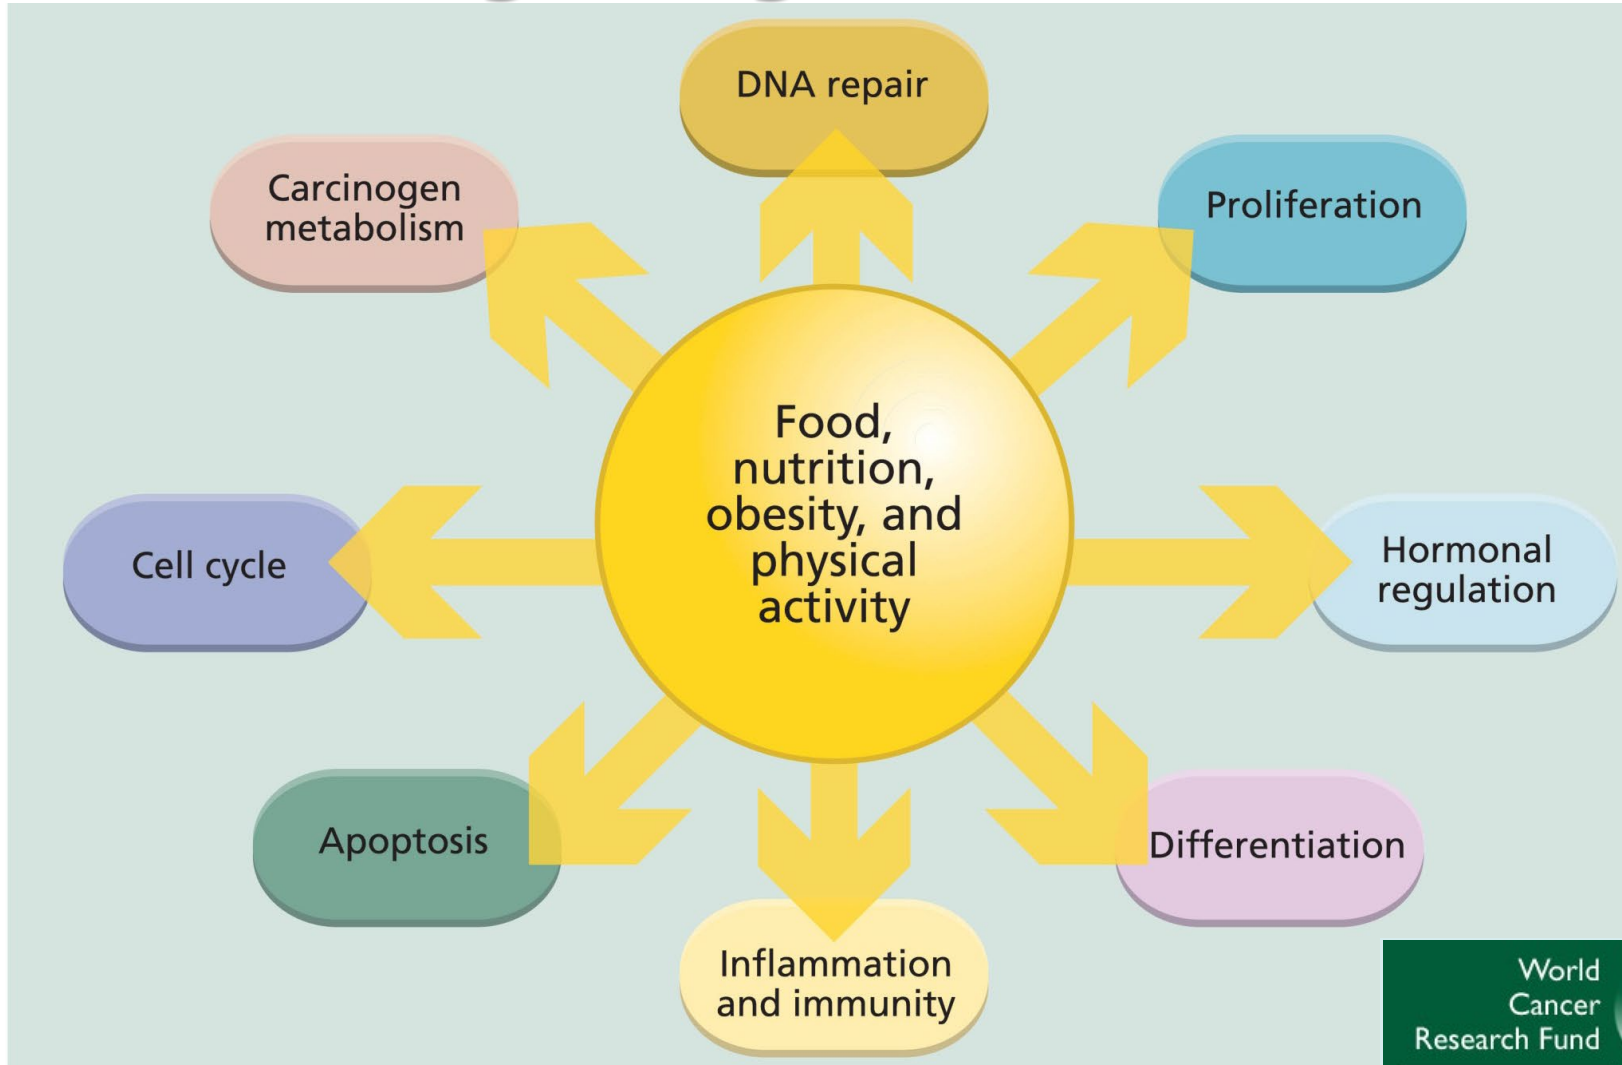 DNA repair
Carcinogen
metabolism
Proliferation
Food,
nutrition,
obesity, and
physical
activity
Cell cycle
Hormonal
regulation
Apoptosis
Differentiation
Inflammation
and immunity
World
Cancer
Research Fund